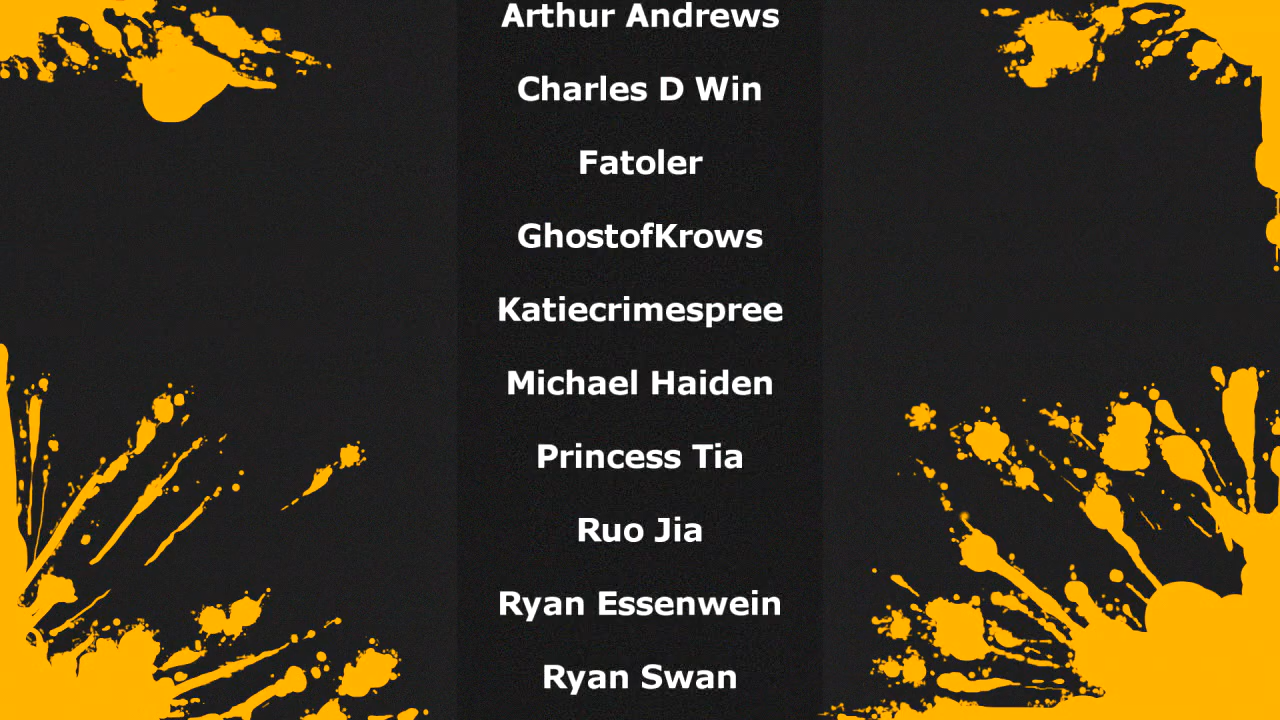 Arthur Andrews
Charles D Win
Fatoler
GhostofKrows
Katiecrimespree
Michael Haiden
Princess Tia
Ruo Jia
Ryan Essenwein
Ryan Swan